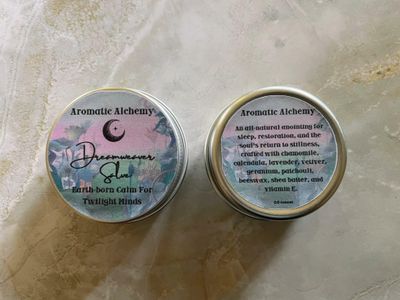 Aromatic Alchemy
Dreamweaver
Salve
Earth-born Calm For
Twilight Minds
Aromatic Alchemy
An all-natural anointing for
sleep, restoration, and the
soul's return to stillness,
crafted with chamomile,
calendula, lavender, vetiver,
geranium, patchouli,
beeswax, shea butter, and
vitamin E.